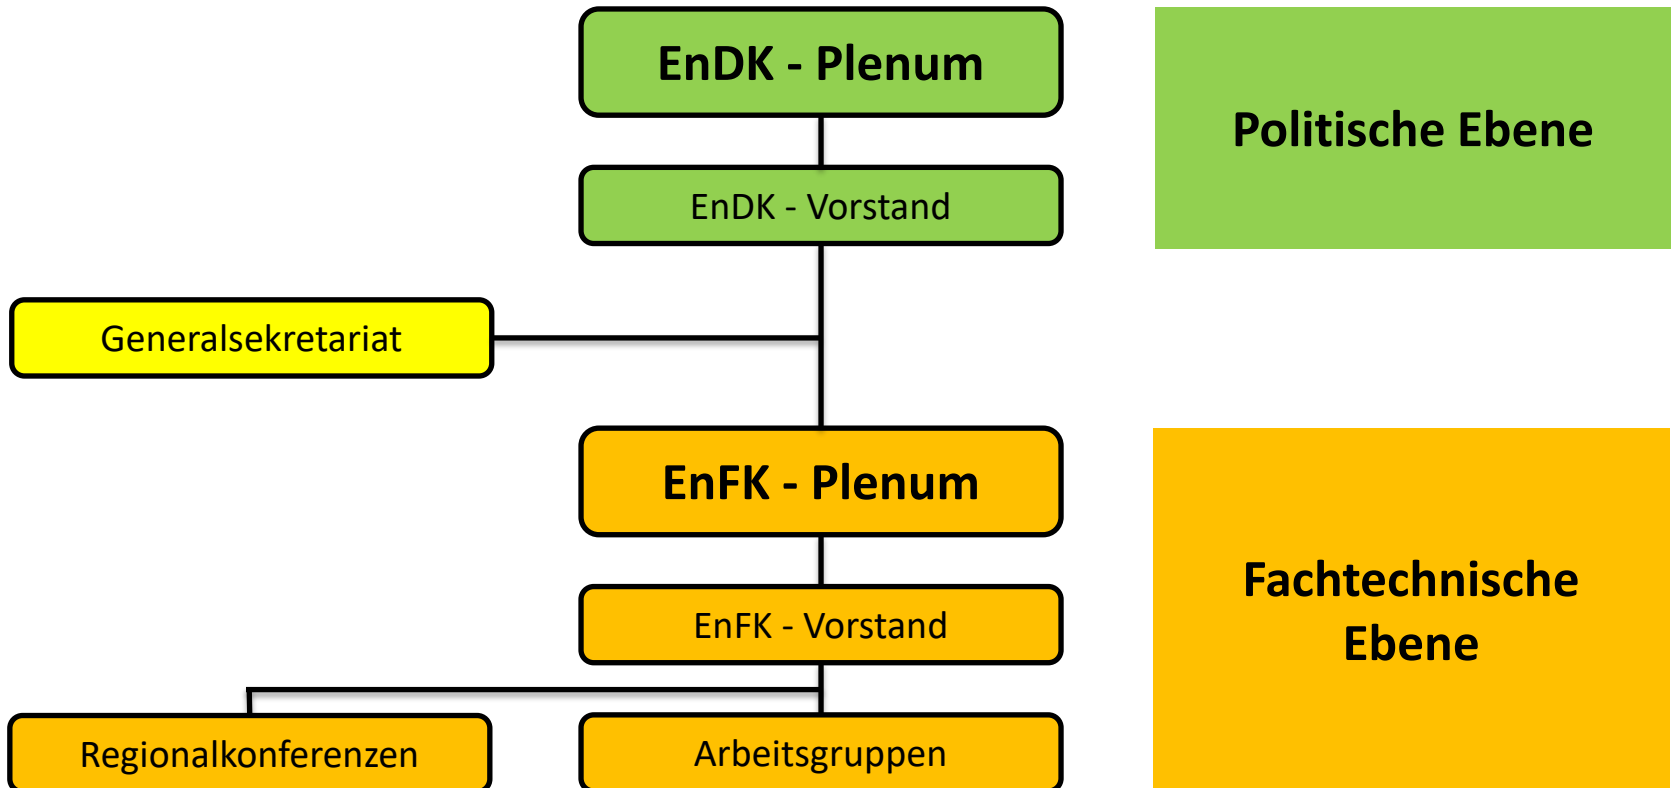 EnDK - Plenum
Politische Ebene
EnDK - Vorstand
Generalsekretariat
EnFK - Plenum
Fachtechnische
Ebene
EnFK - Vorstand
Regionalkonferenzen
Arbeitsgruppen